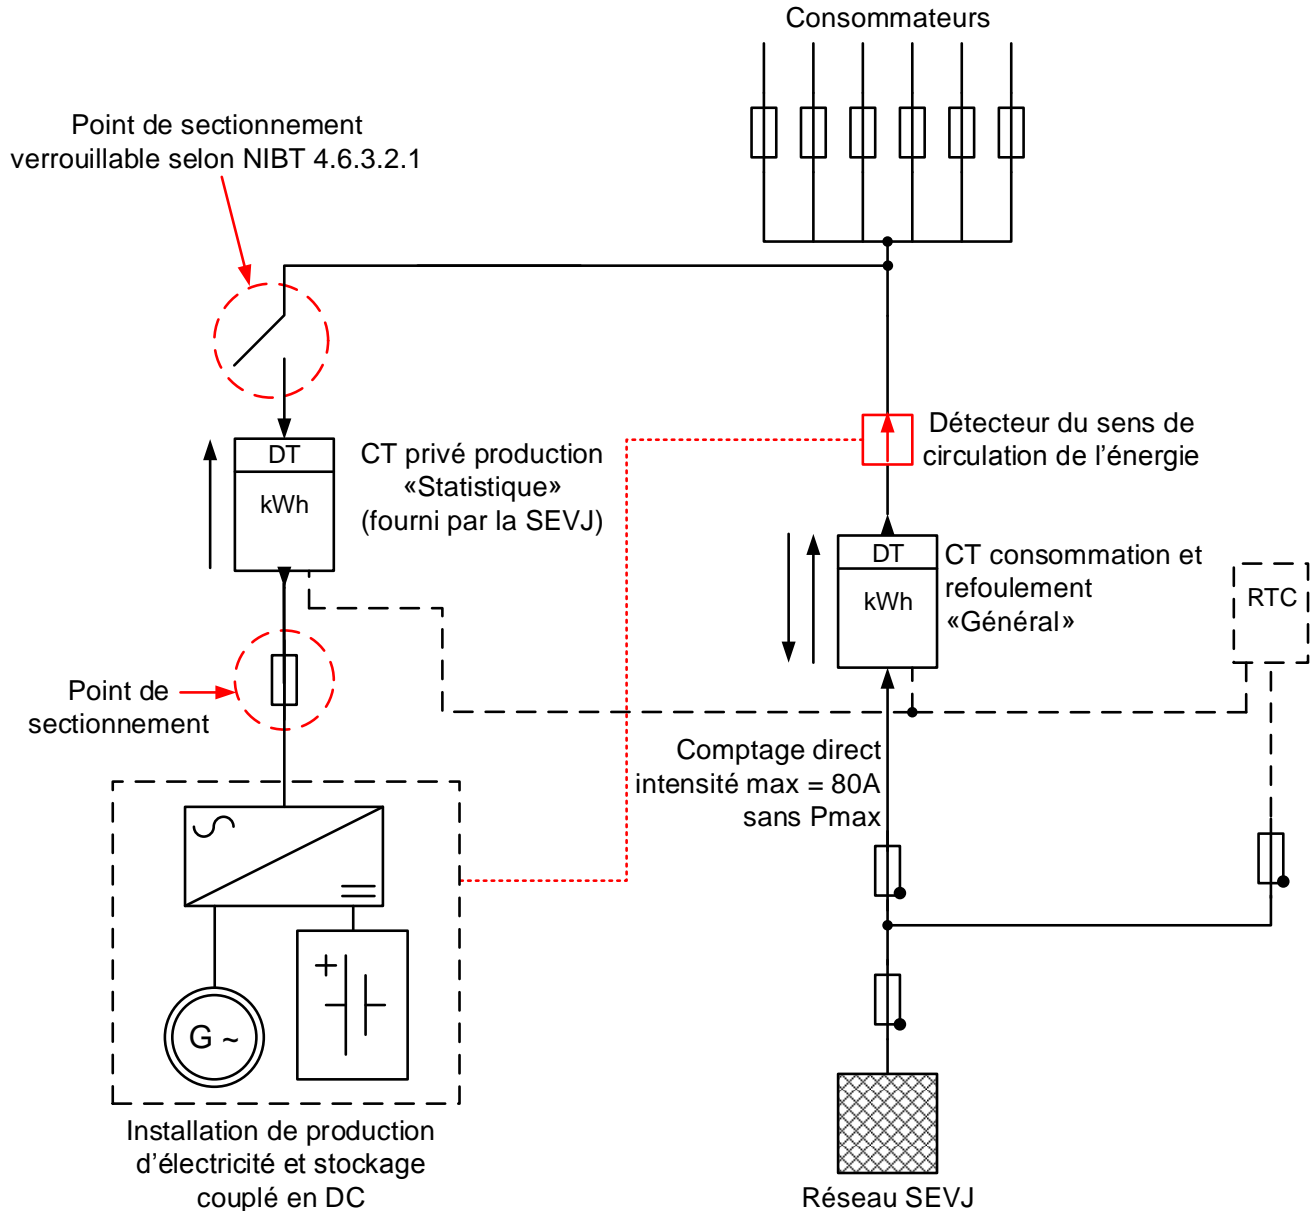 Consommateurs
Point de sectionnement
verrouillable selon NIBT 4.6.3.2.1
Détecteur du sens de
circulation de l'énergie
DT
kWh
CT privé production
«Statistique»
(fourni par la SEVJ)
DT
kWh
CT consommation et
refoulement
«Général»
RTC
Point de
sectionnement
Comptage direct
intensité max = 80A
sans Pmax
G ~
+
Installation de production
d'électricité et stockage
couplé en DC
Réseau SEVJ